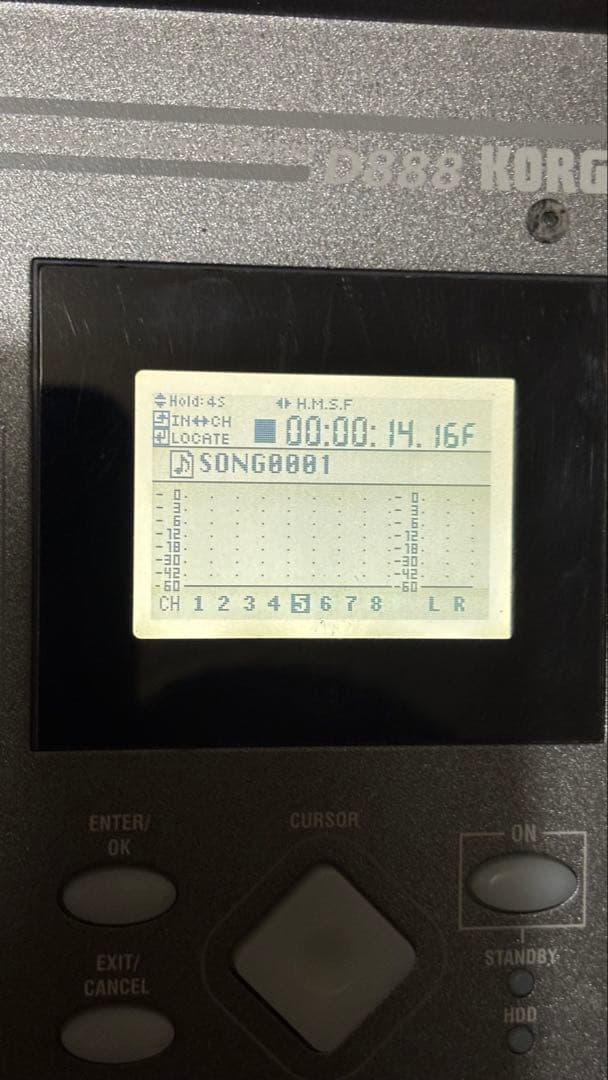 D888 KORG
Hold:4S H.M.S.F
IN↔CH
LOCATE 00:00:14.16F
SONG0001
- 0 - 0
- 3 - 3
- 6 - 6
-12 -12
-18 -18
-30 -30
-42 -42
-60 -60
CH 1 2 3 4 5 6 7 8 L R
ENTER/
OK
CURSOR
ON
EXIT/
CANCEL
STANDBY
HDD